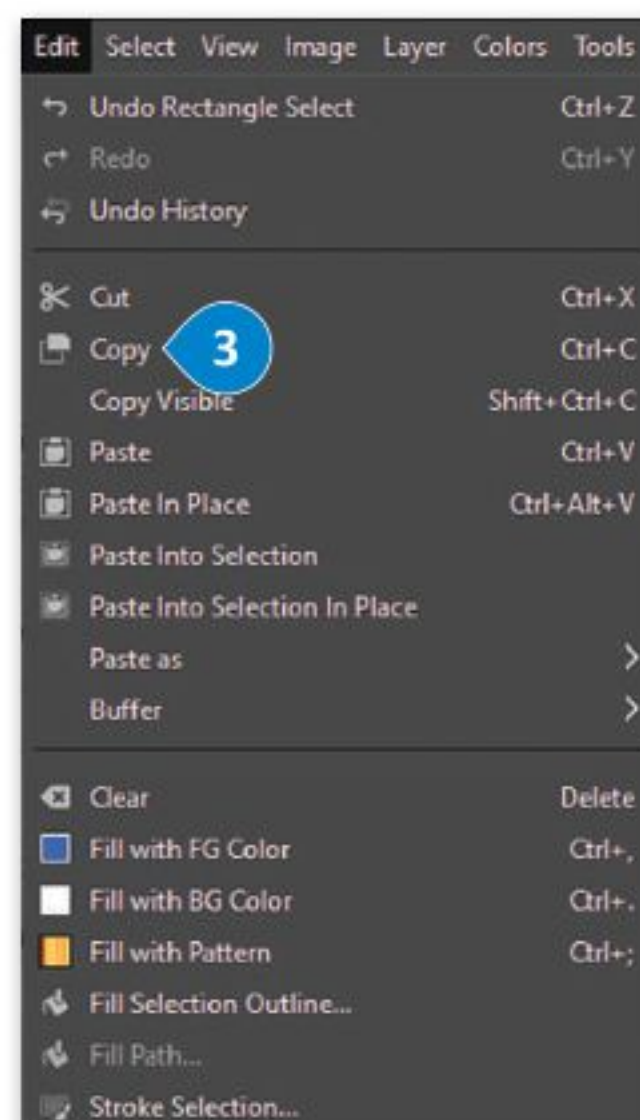 Edit Select View Image Layer Colors Tools
Undo Rectangle Select Ctrl+Z
Redo Ctrl+Y
Undo History
Cut Ctrl+X
Copy 3 Ctrl+C
Copy Visible Shift+Ctrl+C
Paste Ctrl+V
Paste In Place Ctrl+Alt+V
Paste Into Selection
Paste Into Selection In Place
Paste as
Buffer
Clear Delete
Fill with FG Color Ctrl+,
Fill with BG Color Ctrl+.
Fill with Pattern Ctrl+;
Fill Selection Outline...
Fill Path...
Stroke Selection...